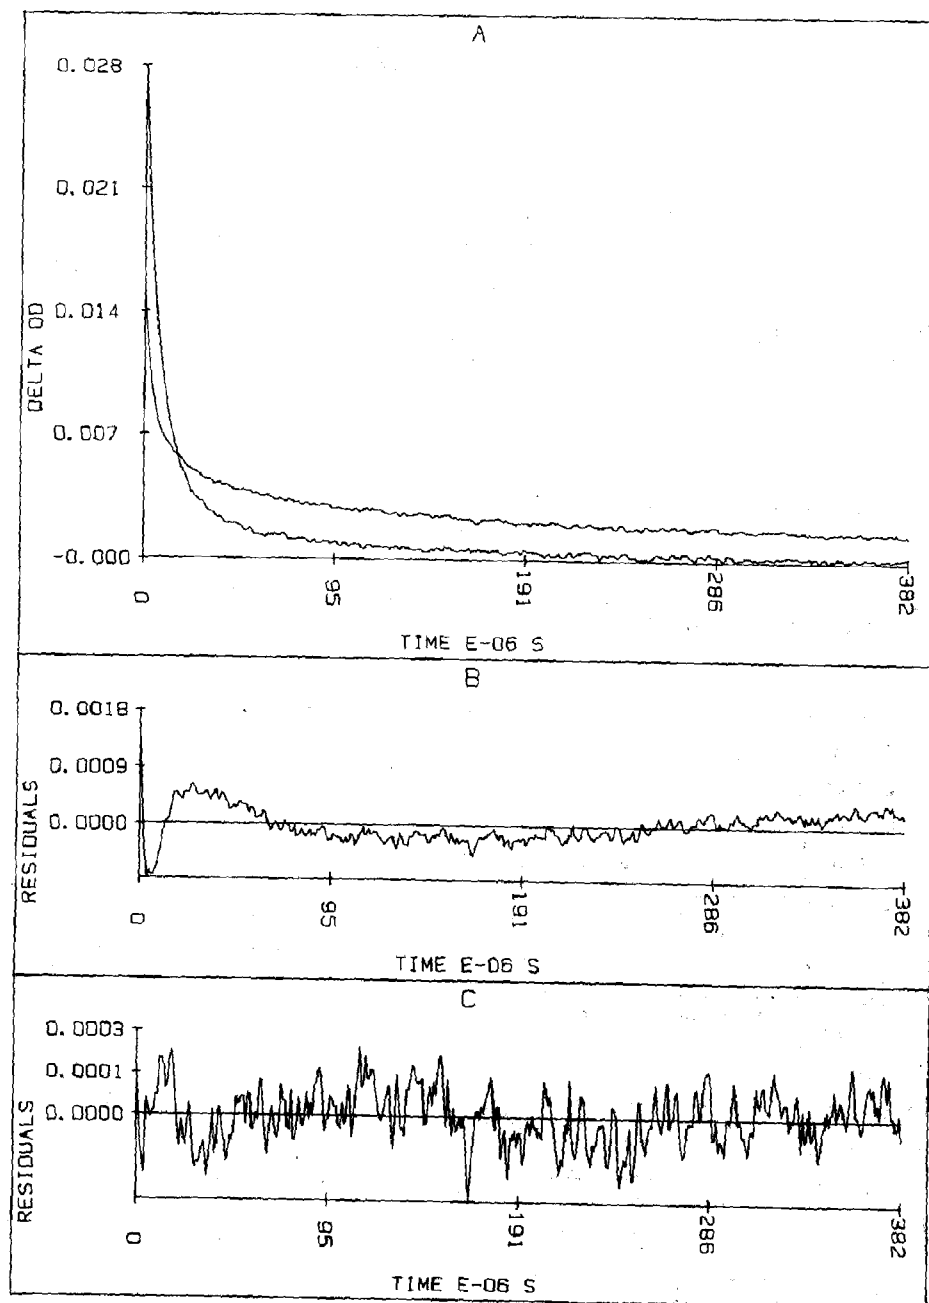 A
0.028
0.021
0.014
0.007
-0.000
DELTA OD
0
95
191
286
382
TIME E-06 S
B
0.0018
0.0009
0.0000
RESIDUALS
0
95
191
286
382
TIME E-06 S
C
0.0003
0.0001
0.0000
RESIDUALS
0
95
191
286
382
TIME E-06 S